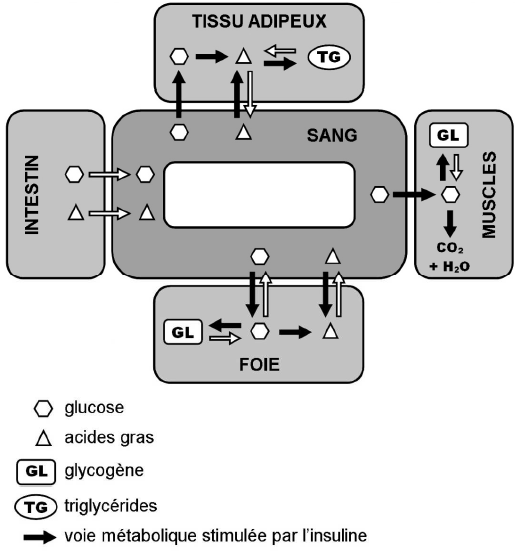 TISSU ADIPEUX
TG
SANG
INTESTIN
GL
MUSCLES
CO₂
+ H₂O
GL
FOIE
glucose
acides gras
GL glycogène
TG triglycérides
voie métabolique stimulée par l'insuline